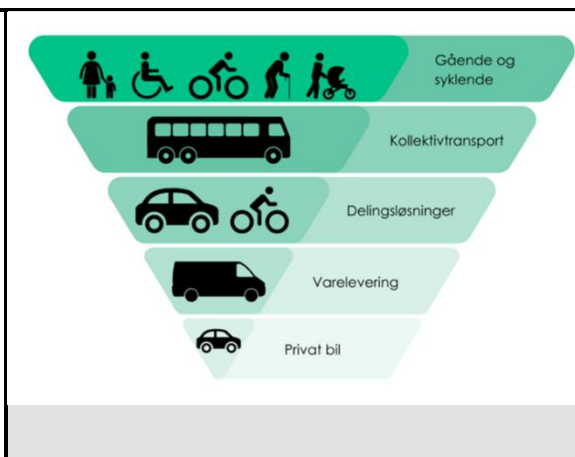 Gående og
syklende
Kollektivtransport
Delingsløsninger
Varelevering
Privat bil